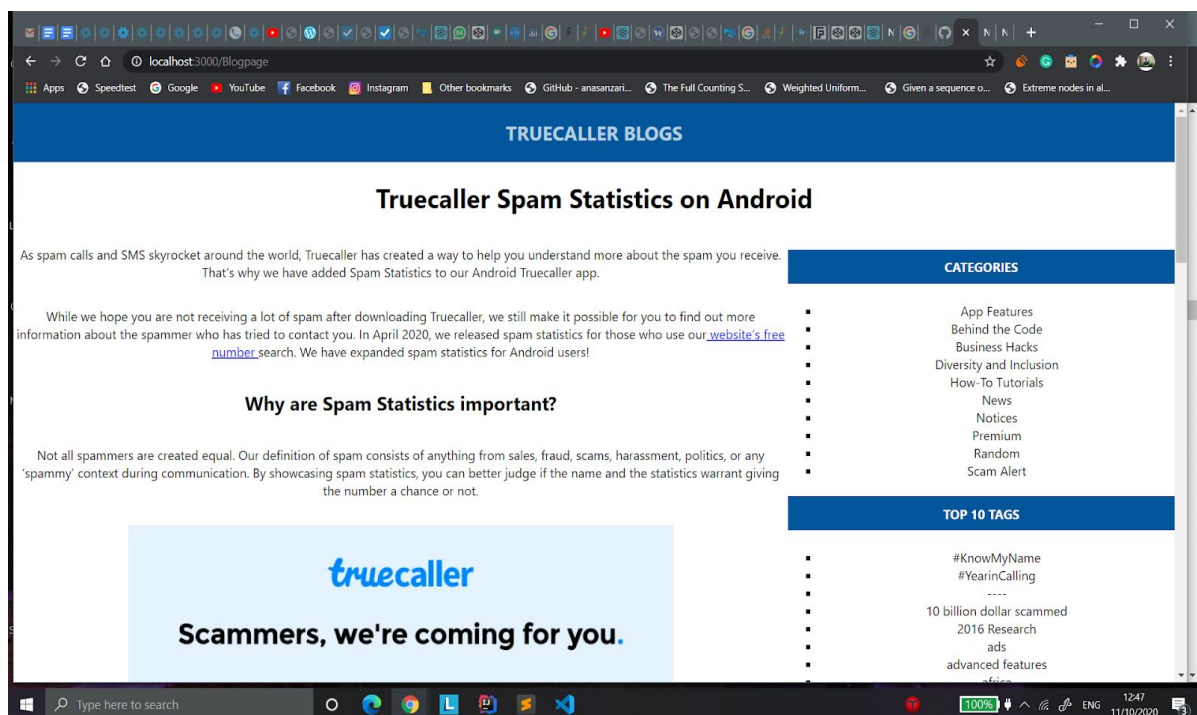 localhost:3000/Blogpage
Apps Speedtest Google YouTube Facebook Instagram Other bookmarks GitHub - anasanzari... The Full Counting S... Weighted Uniform... Given a sequence o... Extreme nodes in al...
TRUECALLER BLOGS
Truecaller Spam Statistics on Android
As spam calls and SMS skyrocket around the world, Truecaller has created a way to help you understand more about the spam you receive.
That's why we have added Spam Statistics to our Android Truecaller app.
While we hope you are not receiving a lot of spam after downloading Truecaller, we still make it possible for you to find out more
information about the spammer who has tried to contact you. In April 2020, we released spam statistics for those who use our website's free
number search. We have expanded spam statistics for Android users!
Why are Spam Statistics important?
Not all spammers are created equal. Our definition of spam consists of anything from sales, fraud, scams, harassment, politics, or any
'spammy' context during communication. By showcasing spam statistics, you can better judge if the name and the statistics warrant giving
the number a chance or not.
truecaller
Scammers, we're coming for you.
CATEGORIES
App Features
Behind the Code
Business Hacks
Diversity and Inclusion
How-To Tutorials
News
Notices
Premium
Random
Scam Alert
TOP 10 TAGS
#KnowMyName
#YearinCalling
----
10 billion dollar scammed
2016 Research
ads
advanced features
africa
Type here to search
100%
ENG
12:47
11/10/2020